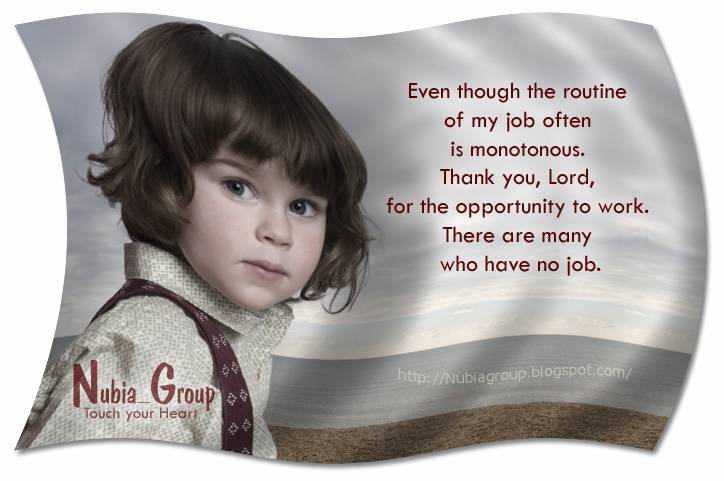 Even though the routine
of my job often
is monotonous.
Thank you, Lord,
for the opportunity to work.
There are many
who have no job.
http://Nubiagroup.blogspot.com/
Nubia_Group
Touch your Heart